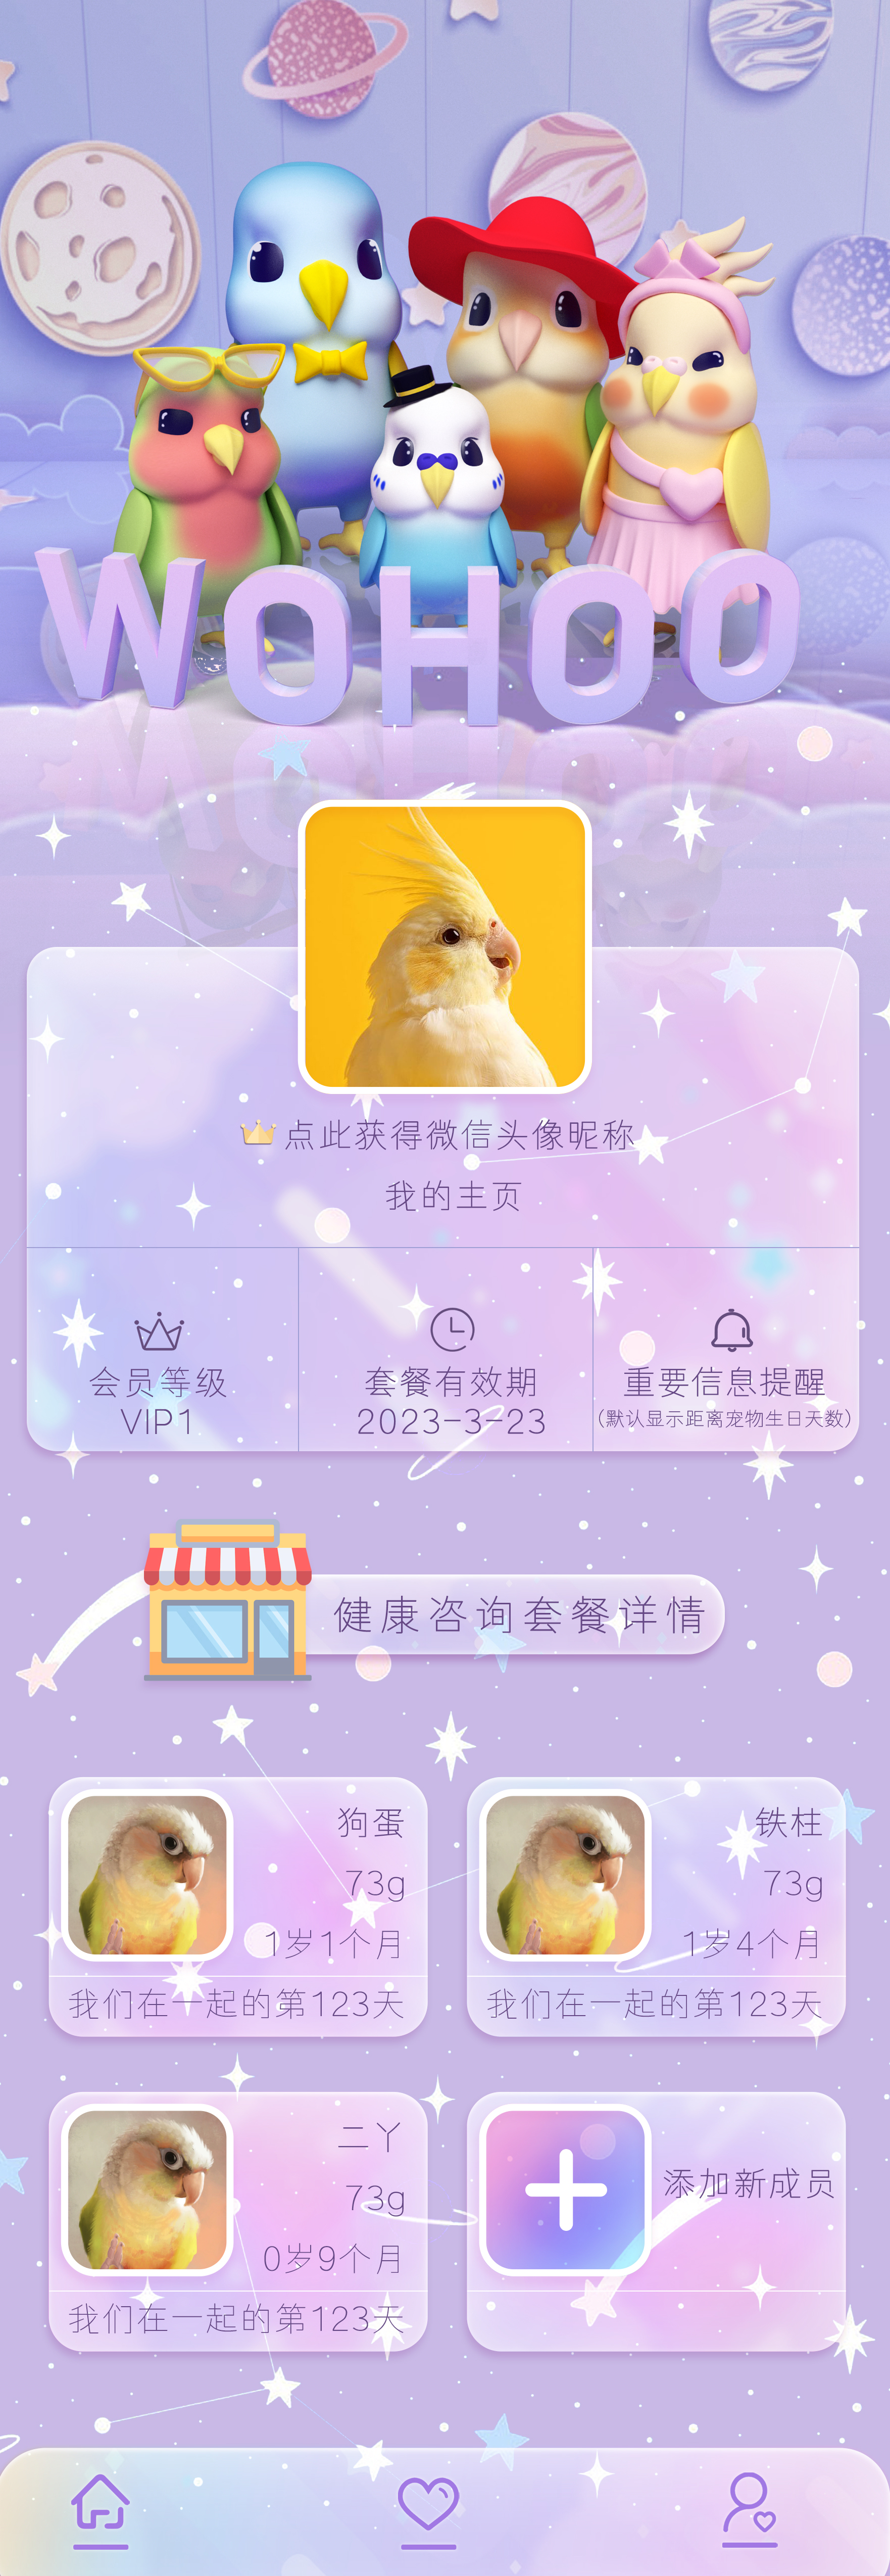 WOHOO
点此获得微信头像昵称
我的主页
会员等级
VIP1
套餐有效期
2023-3-23
重要信息提醒
(默认显示距离宠物生日天数)
健康咨询套餐详情
狗蛋
73g
1岁1个月
我们在一起的第123天
铁柱
73g
1岁4个月
我们在一起的第123天
二丫
73g
0岁9个月
我们在一起的第123天
添加新成员